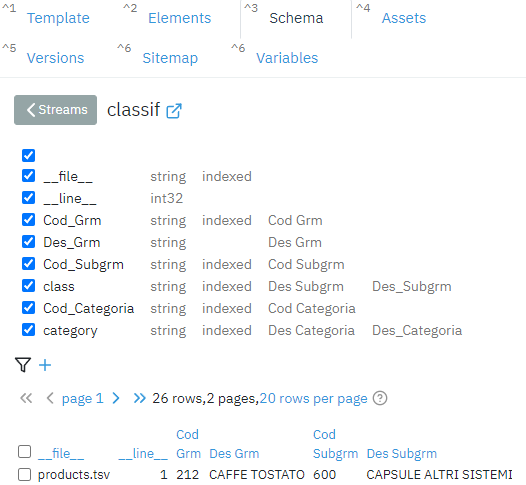 ^1 Template ^2 Elements ^3 Schema ^4 Assets
^5 Versions ^6 Sitemap ^6 Variables
Streams classif
__file__ string indexed
__line__ int32
Cod_Grm string indexed Cod Grm
Des_Grm string Des Grm
Cod_Subgrm string indexed Cod Subgrm
class string indexed Des Subgrm Des_Subgrm
Cod_Categoria string indexed Cod Categoria
category string indexed Des Categoria Des_Categoria
page 1 26 rows,2 pages,20 rows per page ?
__file__ __line__ Cod Grm Des Grm Cod Subgrm Des Subgrm
products.tsv 1 212 CAFFE TOSTATO 600 CAPSULE ALTRI SISTEMI